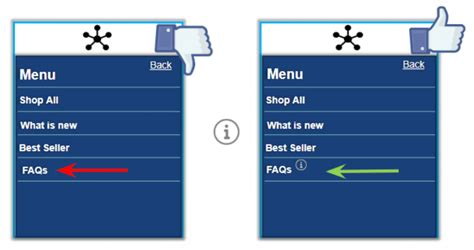 Back
Menu
Shop All
What is new
Best Seller
FAQs
i
Back
Menu
Shop All
What is new
Best Seller
FAQs i